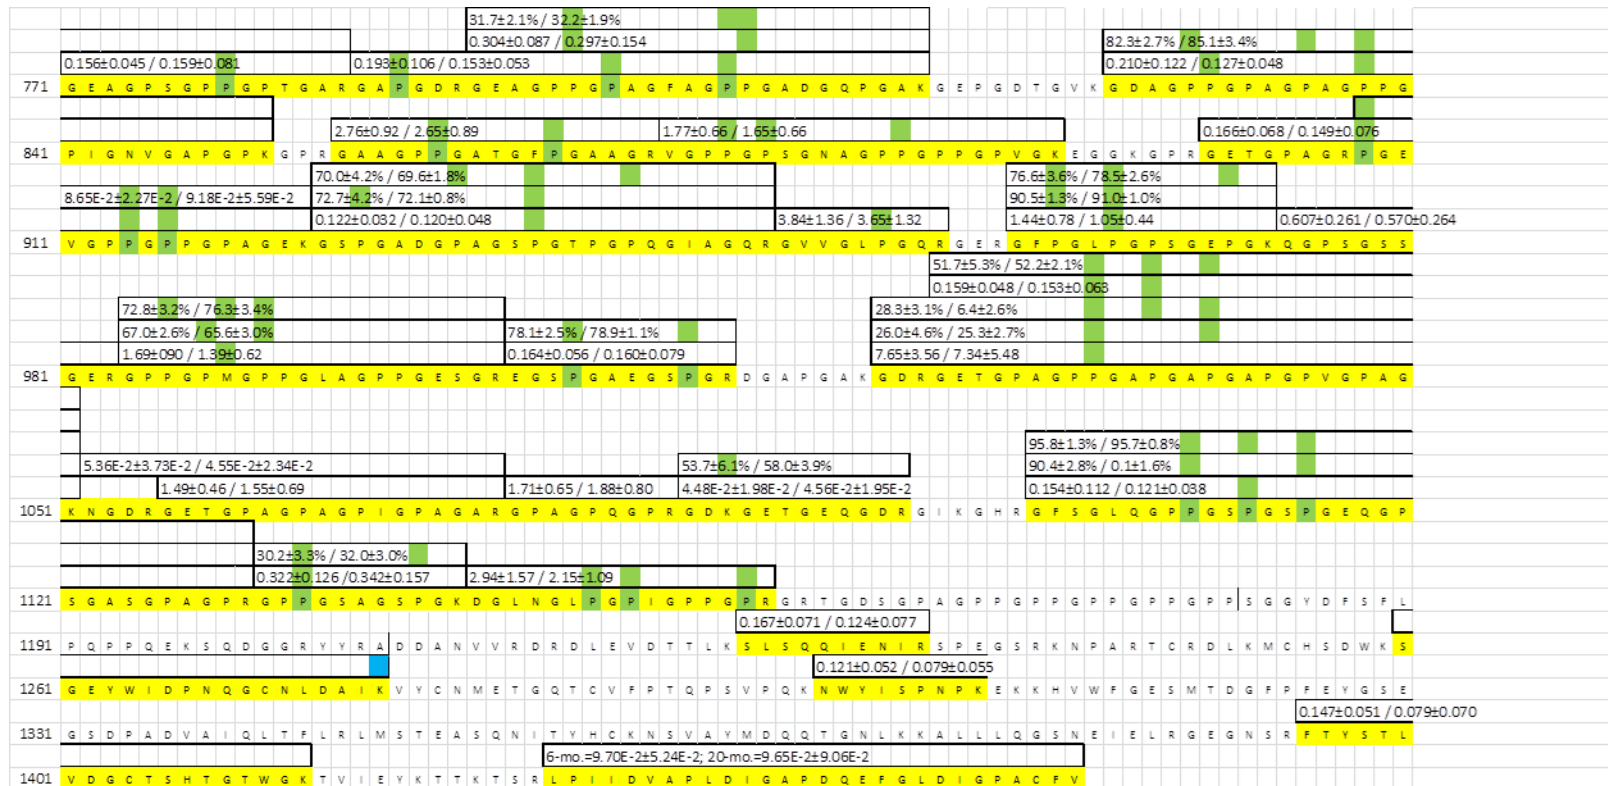 31.7±2.1% / 32.2±1.9%
0.304±0.087 / 0.297±0.154 82.3±2.7% / 85.1±3.4%
0.156±0.045 / 0.159±0.081 0.193±0.106 / 0.153±0.053 0.210±0.122 / 0.127±0.048
771 G E A G P S G P P G P T G A R G A P G D R G E A G P P G P A G F A G P P G A D G Q P G A K G E P G D T G V K G D A G P P G P A G P A G P P G
2.76±0.92 / 2.65±0.89 1.77±0.66 / 1.65±0.66 0.166±0.068 / 0.149±0.076
841 P I G N V G A P G P K G P R G A A G P P G A T G F P G A A G R V G P P G P S G N A G P P G P P G P V G K E G G K G P R G E T G P A G R P G E
70.0±4.2% / 69.6±1.8% 76.6±3.6% / 78.5±2.6%
8.65E-2±2.27E-2 / 9.18E-2±5.59E-2 72.7±4.2% / 72.1±0.8% 90.5±1.3% / 91.0±1.0%
0.122±0.032 / 0.120±0.048 3.84±1.36 / 3.65±1.32 1.44±0.78 / 1.05±0.44 0.607±0.261 / 0.570±0.264
911 V G P P G P P G P A G E K G S P G A D G P A G S P G T P G P Q G I A G Q R G V V G L P G Q R G E R G F P G L P G P S G E P G K Q G P S G S S
51.7±5.3% / 52.2±2.1%
0.159±0.048 / 0.153±0.063
72.8±3.2% / 76.3±3.4% 28.3±3.1% / 6.4±2.6%
67.0±2.6% / 65.6±3.0% 78.1±2.5% / 78.9±1.1% 26.0±4.6% / 25.3±2.7%
1.69±090 / 1.39±0.62 0.164±0.056 / 0.160±0.079 7.65±3.56 / 7.34±5.48
981 G E R G P P G P M G P P G L A G P P G E S G R E G S P G A E G S P G R D G A P G A K G D R G E T G P A G P P G A P G A P G A P G P V G P A G
95.8±1.3% / 95.7±0.8%
5.36E-2±3.73E-2 / 4.55E-2±2.34E-2 53.7±6.1% / 58.0±3.9% 90.4±2.8% / 0.1±1.6%
1.49±0.46 / 1.55±0.69 1.71±0.65 / 1.88±0.80 4.48E-2±1.98E-2 / 4.56E-2±1.95E-2 0.154±0.112 / 0.121±0.038
1051 K N G D R G E T G P A G P A G P I G P A G A R G P A G P Q G P R G D K G E T G E Q G D R G I K G H R G F S G L Q G P P G S P G S P G E Q G P
30.2±3.3% / 32.0±3.0%
0.322±0.126 /0.342±0.157 2.94±1.57 / 2.15±1.09
1121 S G A S G P A G P R G P P G S A G S P G K D G L N G L P G P I G P P G P R G R T G D S G P A G P P G P P G P P G P P G P P S G G Y D F S F L
0.167±0.071 / 0.124±0.077
1191 P Q P P Q E K S Q D G G R Y Y R A D D A N V V R D R D L E V D T T L K S L S Q Q I E N I R S P E G S R K N P A R T C R D L K M C H S D W K S
0.121±0.052 / 0.079±0.055
1261 G E Y W I D P N Q G C N L D A I K V Y C N M E T G Q T C V F P T Q P S V P Q K N W Y I S P N P K E K K H V W F G E S M T D G F P F E Y G S E
0.147±0.051 / 0.079±0.070
1331 G S D P A D V A I Q L T F L R L M S T E A S Q N I T Y H C K N S V A Y M D Q Q T G N L K K A L L L Q G S N E I E L R G E G N S R F T Y S T L
6-mo.=9.70E-2±5.24E-2; 20-mo.=9.65E-2±9.06E-2
1401 V D G C T S H T G T W G K T V I E Y K T T K T S R L P I I D V A P L D I G A P D Q E F G L D I G P A C F V